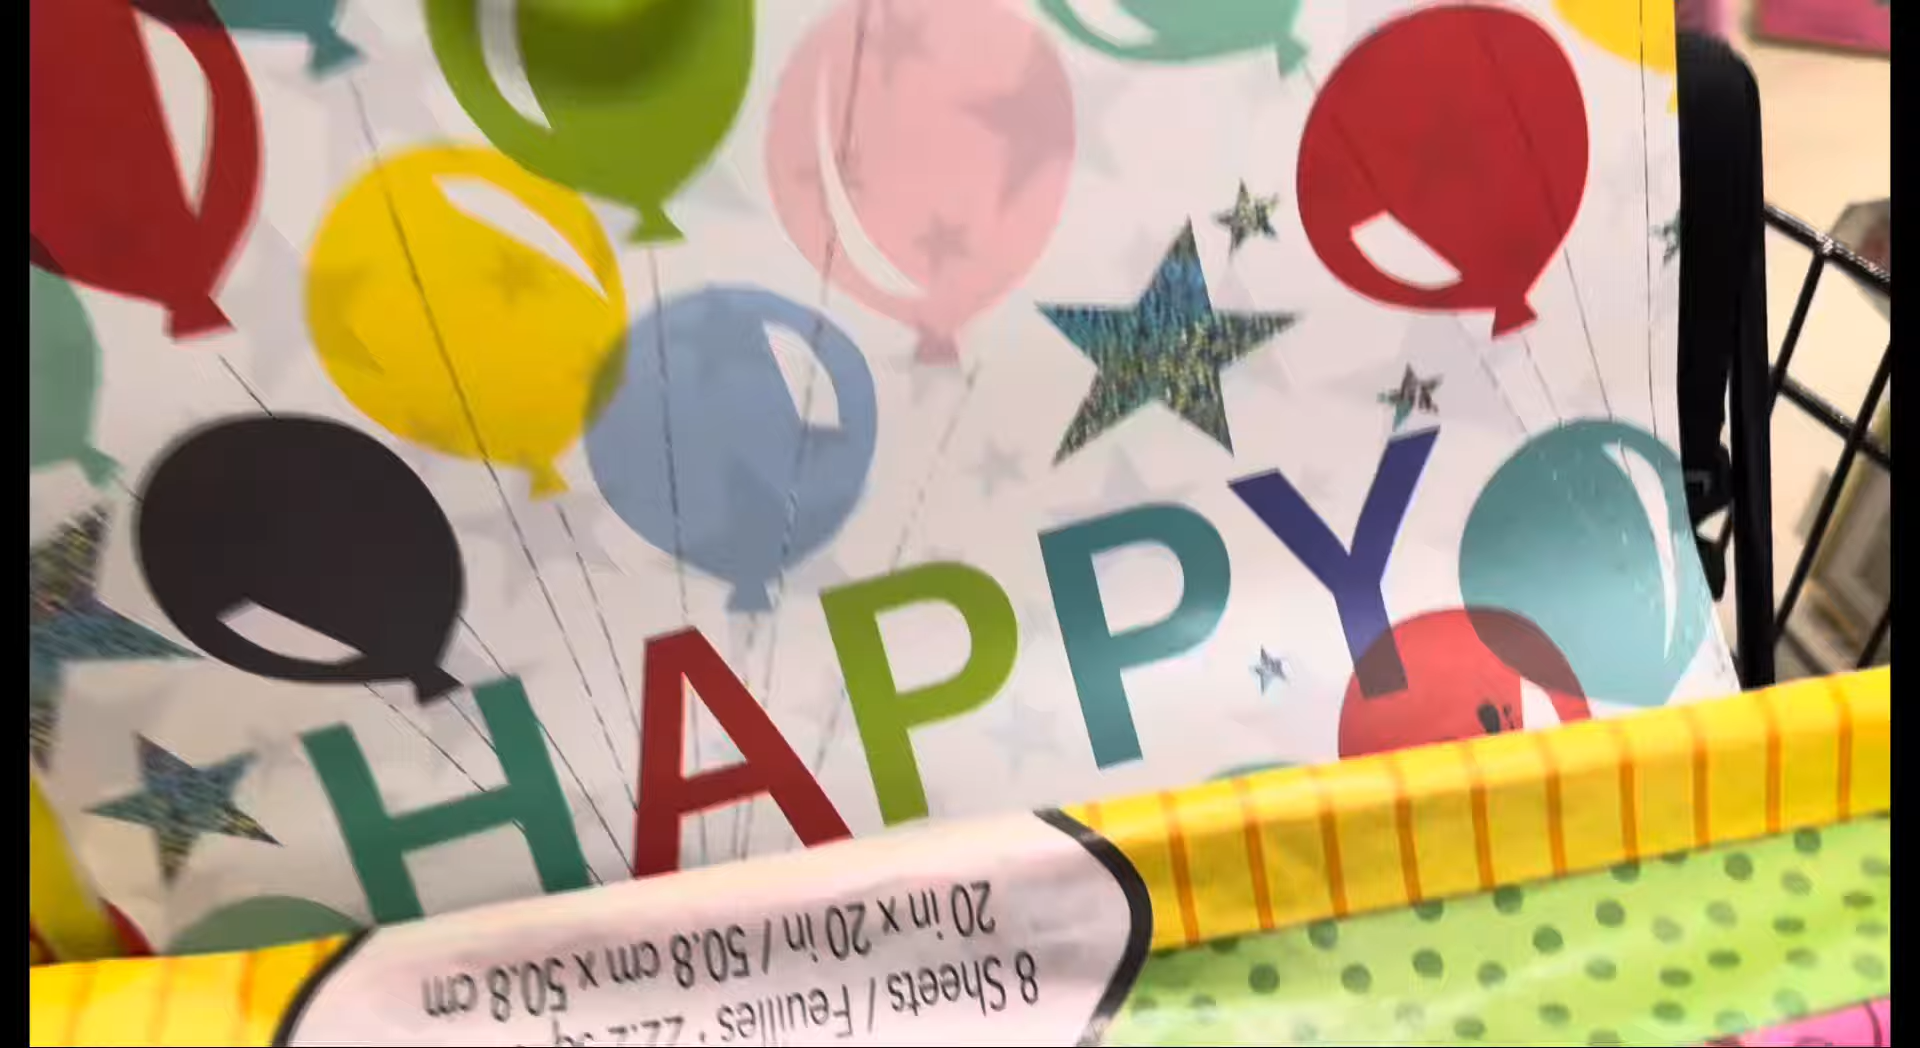 HAPPY
8 Sheets / Feuilles •
20 in x 20 in / 50.8 cm x 50.8 cm